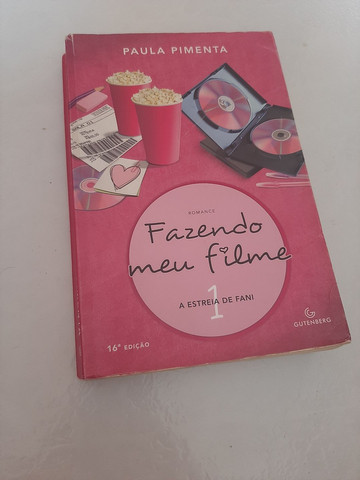 PAULA PIMENTA
ROMANCE
Fazendo
meu filme
1
A ESTREIA DE FANI
16ª EDIÇÃO
G
GUTENBERG